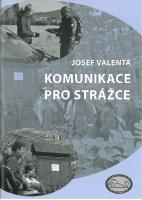 JOSEF VALENTA
KOMUNIKACE
PRO STRÁŽCE